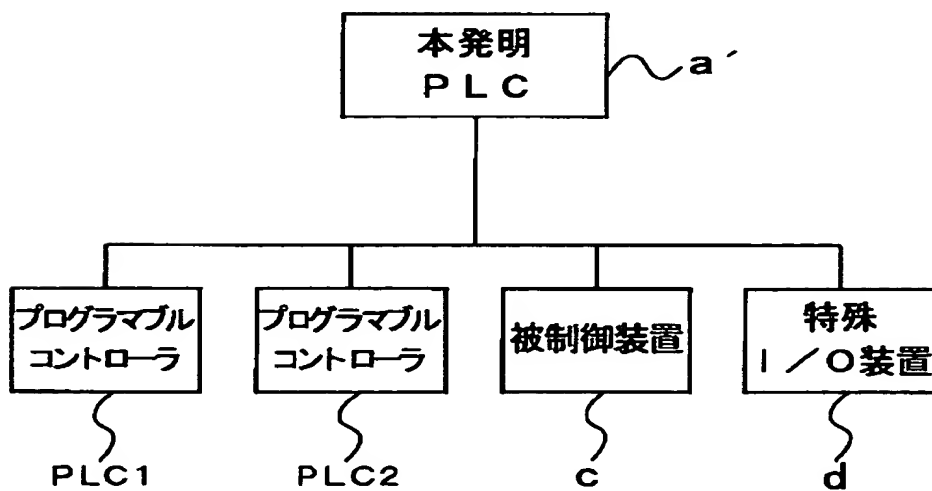 本発明
ＰＬＣ
a´
プログラマブル
コントローラ
プログラマブル
コントローラ
被制御装置
特殊
Ｉ／Ｏ装置
PLC1
PLC2
c
d